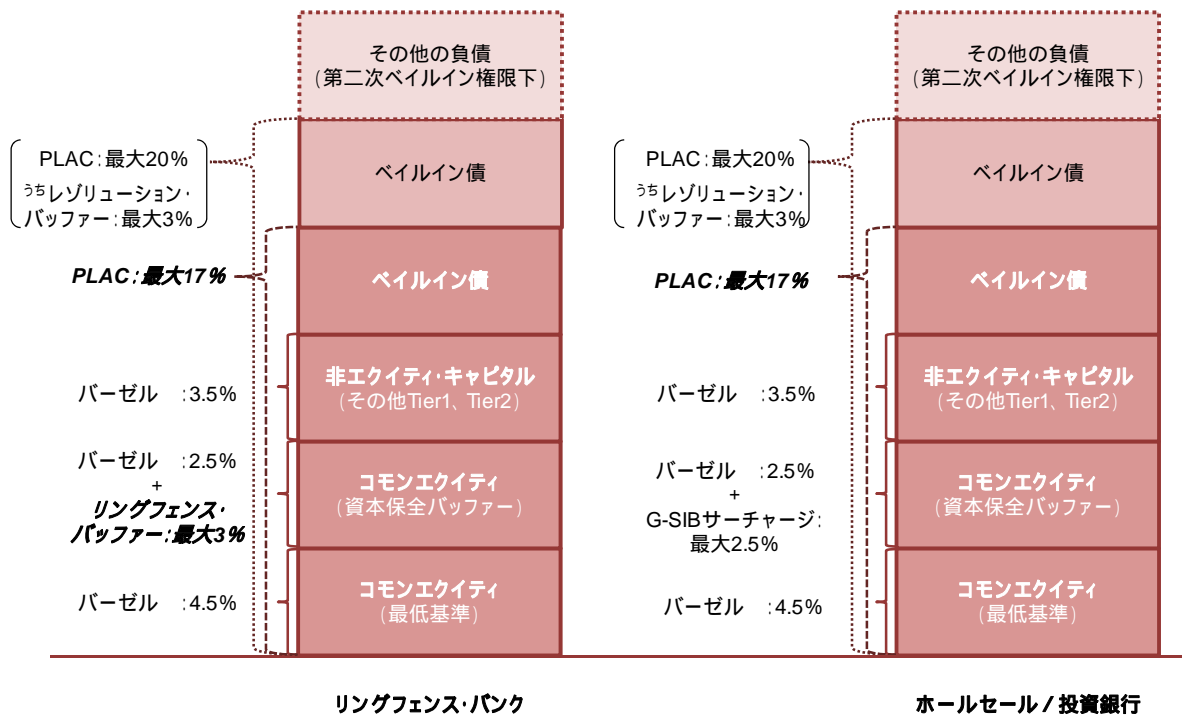 その他の負債
(第二次ベイルイン権限下)
PLAC:最大20%
うちレゾリューション・
バッファー:最大3%
ベイルイン債
PLAC:最大17%
ベイルイン債
バーゼル :3.5%
非エクイティ・キャピタル
(その他Tier1、Tier2)
バーゼル :2.5%
+
リングフェンス・
バッファー:最大3%
コモンエクイティ
(資本保全バッファー)
バーゼル :4.5%
コモンエクイティ
(最低基準)
リングフェンス・バンク
その他の負債
(第二次ベイルイン権限下)
PLAC:最大20%
うちレゾリューション・
バッファー:最大3%
ベイルイン債
PLAC:最大17%
ベイルイン債
バーゼル :3.5%
非エクイティ・キャピタル
(その他Tier1、Tier2)
バーゼル :2.5%
+
G-SIBサーチャージ:
最大2.5%
コモンエクイティ
(資本保全バッファー)
バーゼル :4.5%
コモンエクイティ
(最低基準)
ホールセール / 投資銀行